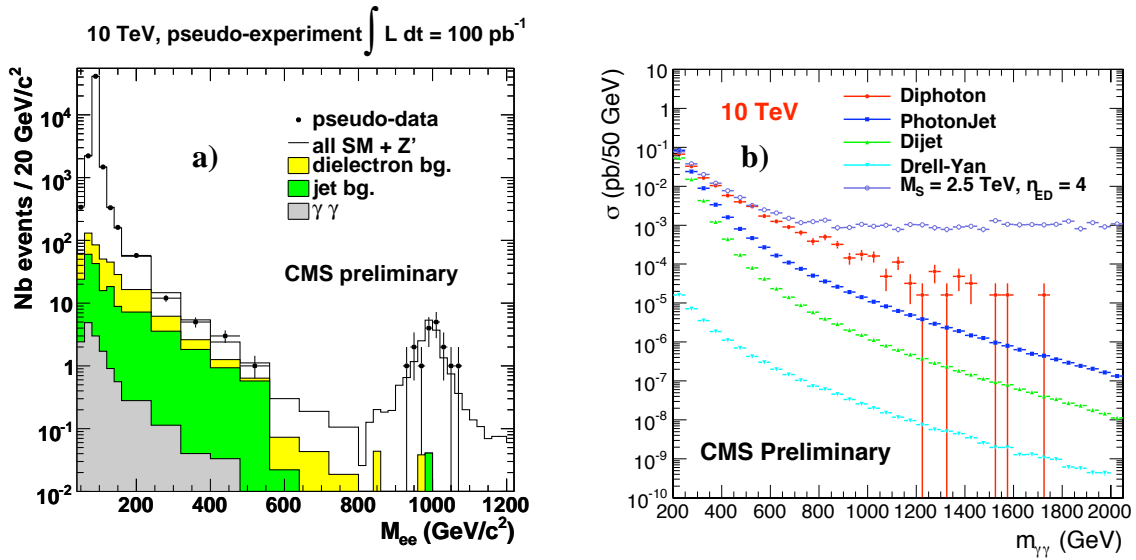 10 TeV, pseudo-experiment ∫ L dt = 100 pb⁻¹
Nb events / 20 GeV/c²
10⁴
10³
10²
10
1
10⁻¹
10⁻²
a)
pseudo-data
all SM + Z'
dielectron bg.
jet bg.
γ γ
CMS preliminary
200 400 600 800 1000 1200
M_ee (GeV/c²)
σ (pb/50 GeV)
10
1
10⁻¹
10⁻²
10⁻³
10⁻⁴
10⁻⁵
10⁻⁶
10⁻⁷
10⁻⁸
10⁻⁹
10⁻¹⁰
10 TeV
b)
Diphoton
PhotonJet
Dijet
Drell-Yan
M_S = 2.5 TeV, η_ED = 4
CMS Preliminary
200 400 600 800 1000 1200 1400 1600 1800 2000
m_γγ (GeV)